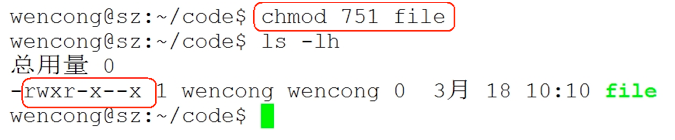 wencong@sz:~/code$ chmod 751 file
wencong@sz:~/code$ ls -lh
总用量 0
-rwxr-x--x 1 wencong wencong 0 3月 18 10:10 file
wencong@sz:~/code$